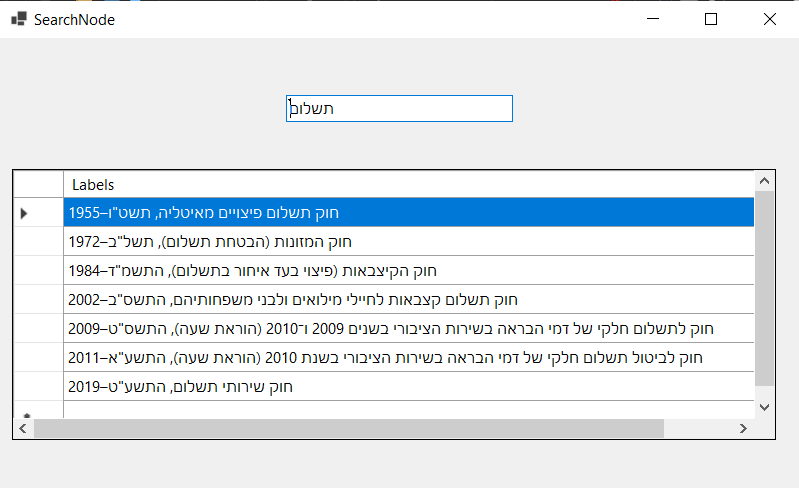 SearchNode
תשלום
Labels
חוק תשלום פיצויים מאיטליה, תשט"ו–1955
חוק המזונות (הבטחת תשלום), תשל"ב–1972
חוק הקיצבאות (פיצוי בעד איחור בתשלום), התשמ"ד–1984
חוק תשלום קצבאות לחיילי מילואים ולבני משפחותיהם, התשס"ב–2002
חוק לתשלום חלקי של דמי הבראה בשירות הציבורי בשנים 2009 ו־2010 (הוראת שעה), התשס"ט–2009
חוק לביטול תשלום חלקי של דמי הבראה בשירות הציבורי בשנת 2010 (הוראת שעה), התשע"א–2011
חוק שירותי תשלום, התשע"ט–2019